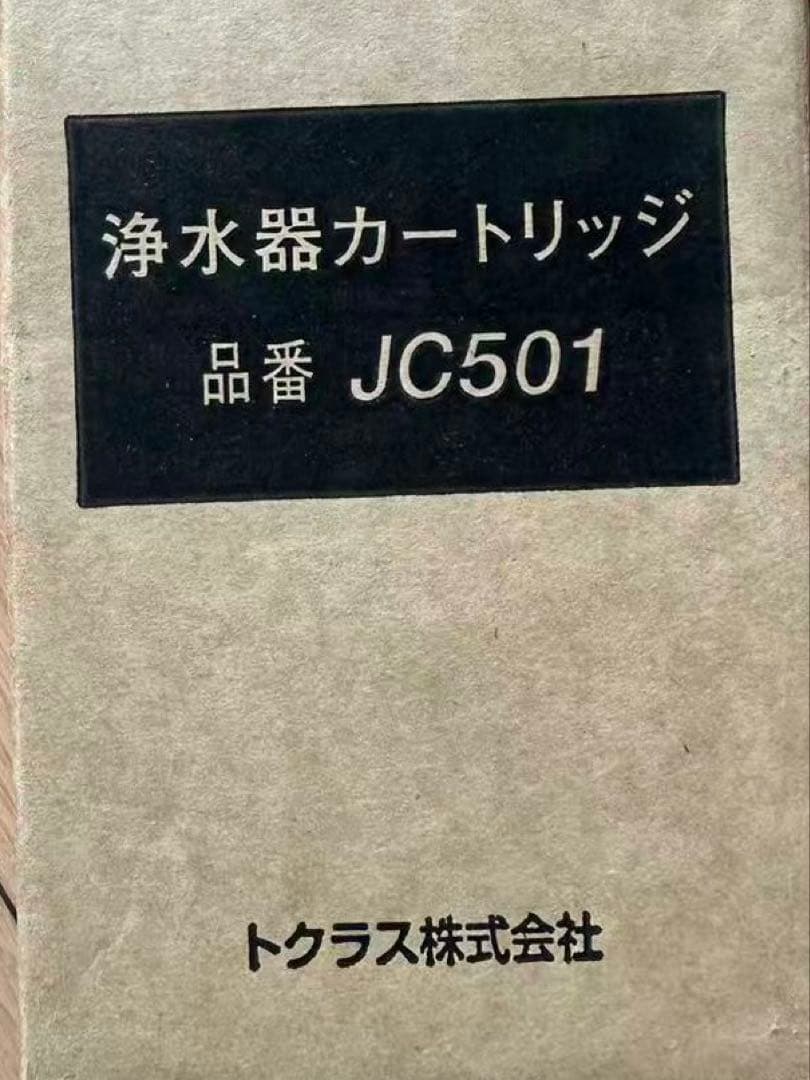 浄水器カートリッジ
品番 JC501
トクラス株式会社